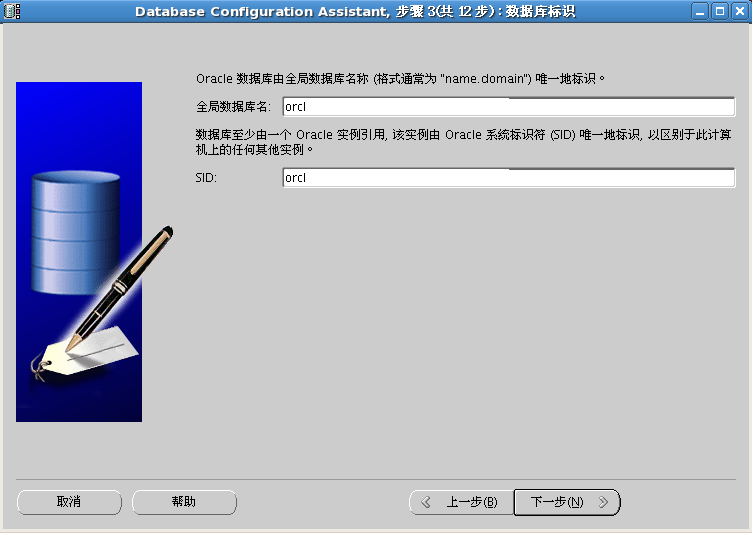 Database Configuration Assistant, 步骤 3(共 12 步) : 数据库标识
Oracle 数据库由全局数据库名称 (格式通常为 "name.domain") 唯一地标识。
全局数据库名: orcl
数据库至少由一个 Oracle 实例引用, 该实例由 Oracle 系统标识符 (SID) 唯一地标识, 以区别于此计算
机上的任何其他实例。
SID: orcl
取消 帮助 上一步(B) 下一步(N)